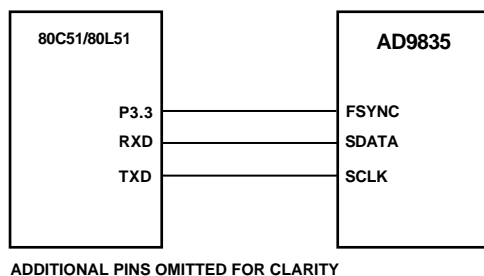 80C51/80L51
AD9835
P3.3 FSYNC
RXD SDATA
TXD SCLK
ADDITIONAL PINS OMITTED FOR CLARITY